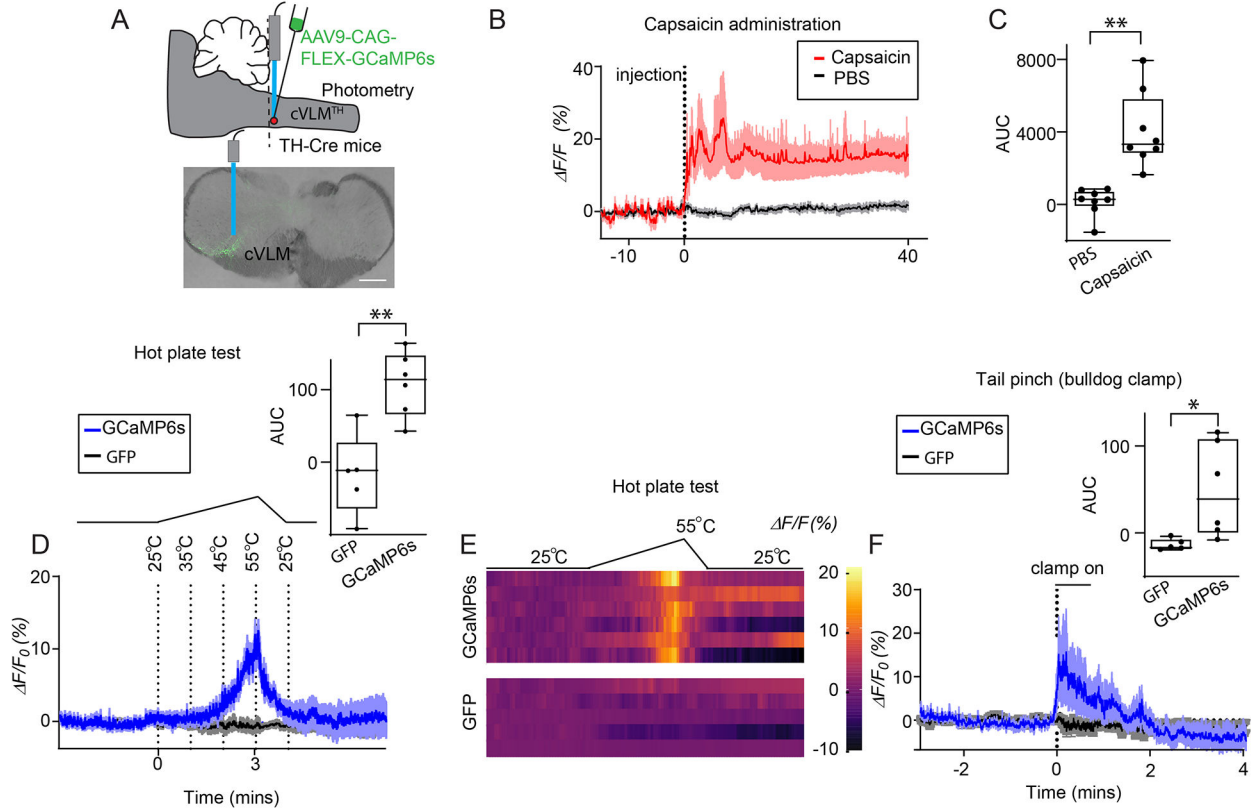 A
AAV9-CAG-
FLEX-GCaMP6s
Photometry
cVLMᵀᴴ
TH-Cre mice
cVLM
B
Capsaicin administration
injection
Capsaicin
PBS
ΔF/F (%)
40
20
0
-10
0
40
C
**
AUC
8000
4000
0
PBS
Capsaicin
Hot plate test
GCaMP6s
GFP
**
AUC
100
0
GFP
GCaMP6s
D
25°C
35°C
45°C
55°C
25°C
ΔF/F₀ (%)
20
10
0
0
3
Time (mins)
Hot plate test
E
25°C
55°C
25°C
ΔF/F(%)
GCaMP6s
GFP
20
10
0
-10
Tail pinch (bulldog clamp)
GCaMP6s
GFP
*
AUC
100
0
GFP
GCaMP6s
F
clamp on
ΔF/F₀ (%)
30
20
10
0
-2
0
2
4
Time (mins)